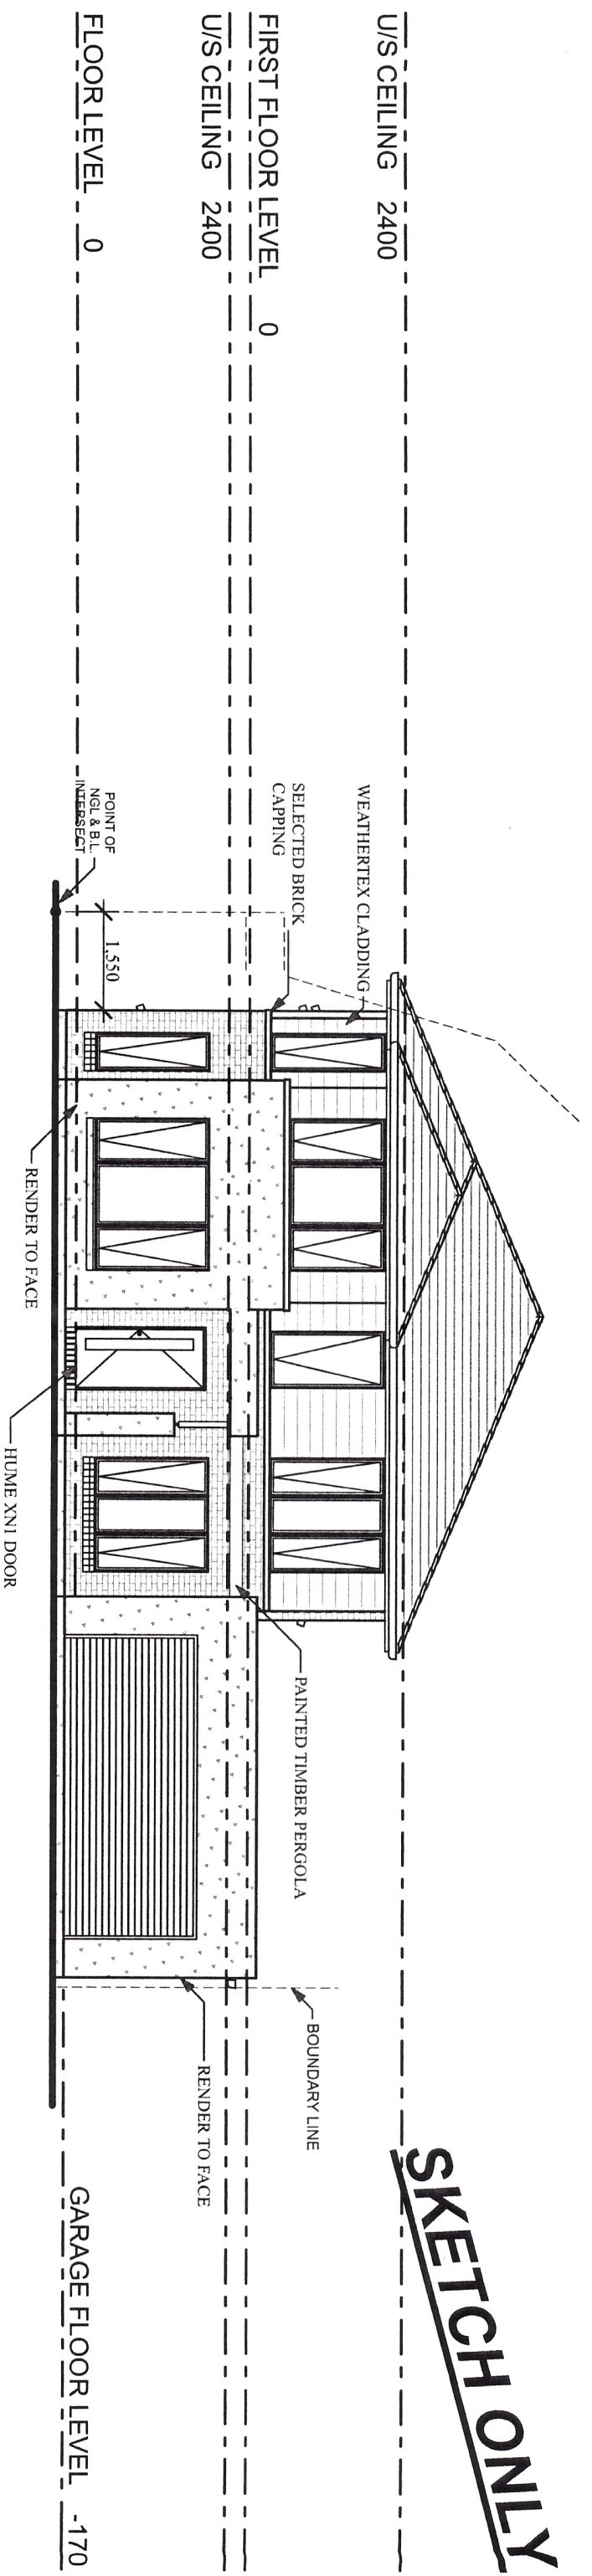 SKETCH ONLY
U/S CEILING 2400
FIRST FLOOR LEVEL 0
U/S CEILING 2400
FLOOR LEVEL 0
WEATHERTEX CLADDING
SELECTED BRICK
CAPPING
POINT OF
NGL & B.L.
INTERSECT
1,550
RENDER TO FACE
HUME XN1 DOOR
PAINTED TIMBER PERGOLA
BOUNDARY LINE
RENDER TO FACE
GARAGE FLOOR LEVEL -170